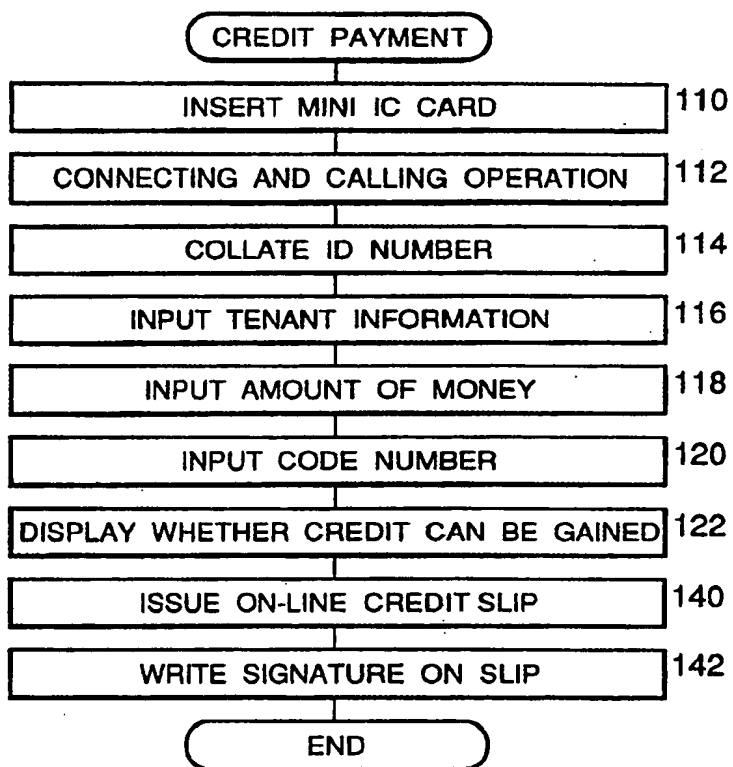 CREDIT PAYMENT
INSERT MINI IC CARD 110
CONNECTING AND CALLING OPERATION 112
COLLATE ID NUMBER 114
INPUT TENANT INFORMATION 116
INPUT AMOUNT OF MONEY 118
INPUT CODE NUMBER 120
DISPLAY WHETHER CREDIT CAN BE GAINED 122
ISSUE ON-LINE CREDIT SLIP 140
WRITE SIGNATURE ON SLIP 142
END